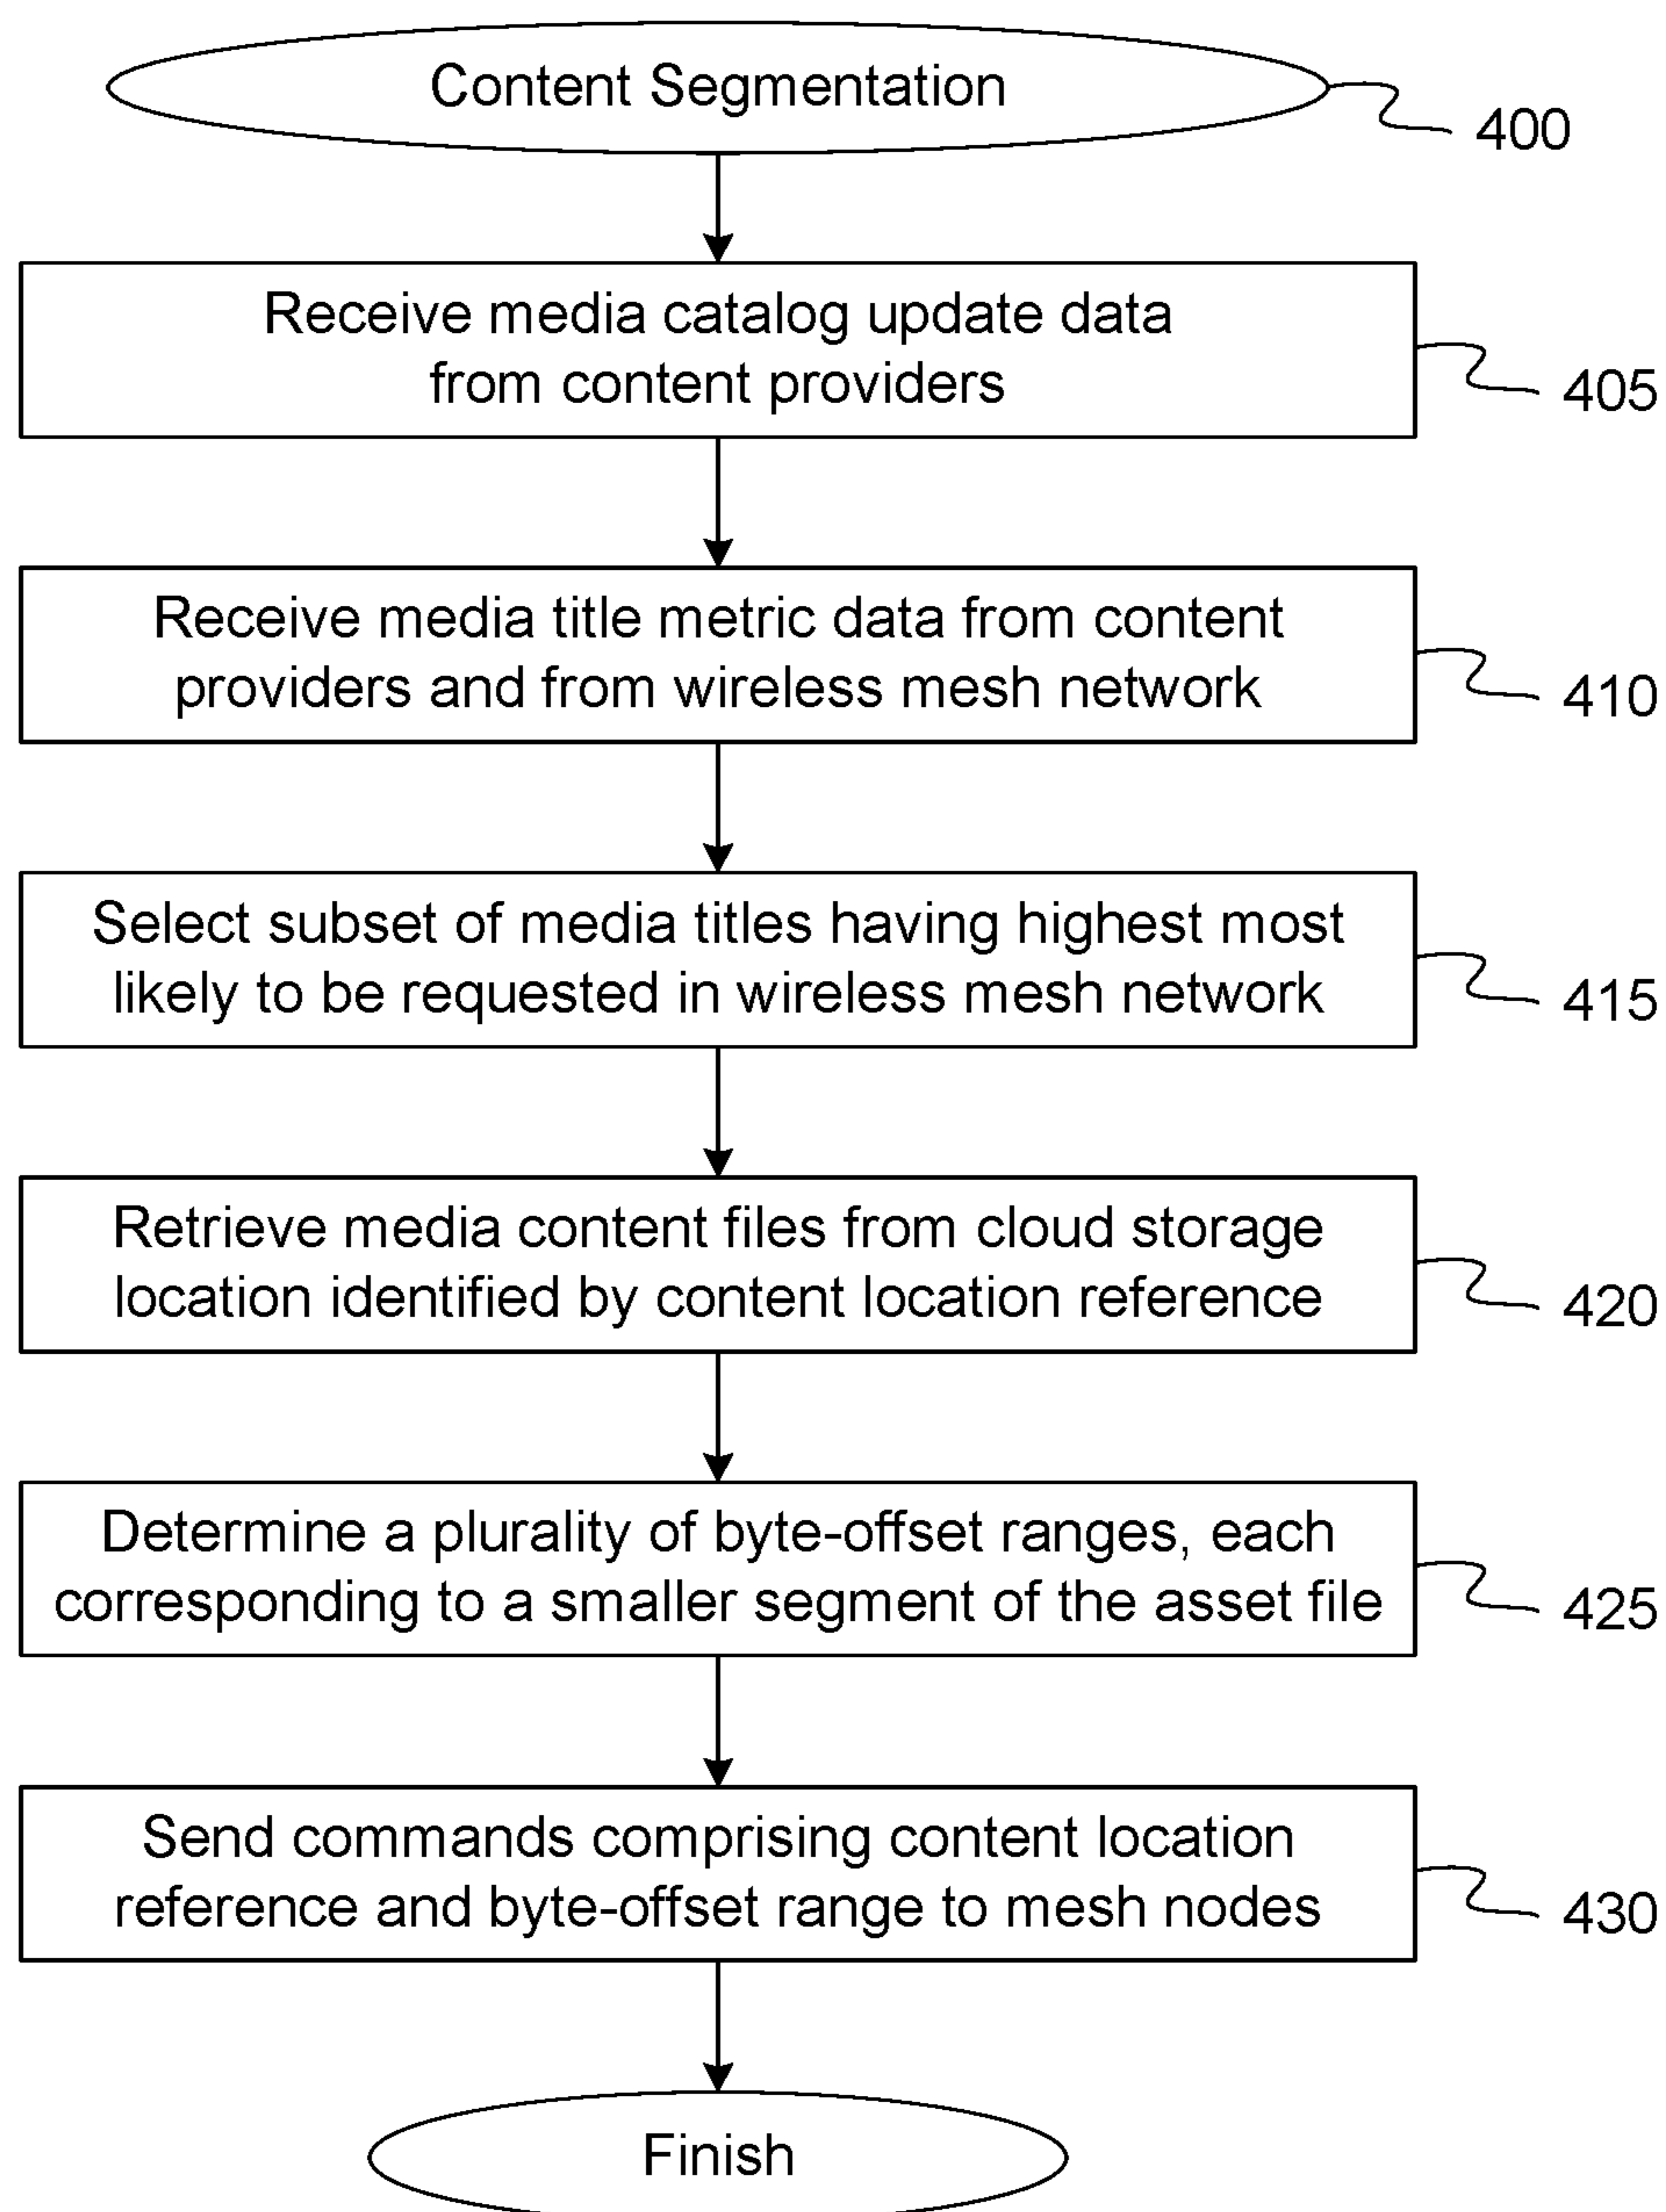 Content Segmentation
400
Receive media catalog update data
from content providers
405
Receive media title metric data from content
providers and from wireless mesh network
410
Select subset of media titles having highest most
likely to be requested in wireless mesh network
415
Retrieve media content files from cloud storage
location identified by content location reference
420
Determine a plurality of byte-offset ranges, each
corresponding to a smaller segment of the asset file
425
Send commands comprising content location
reference and byte-offset range to mesh nodes
430
Finish